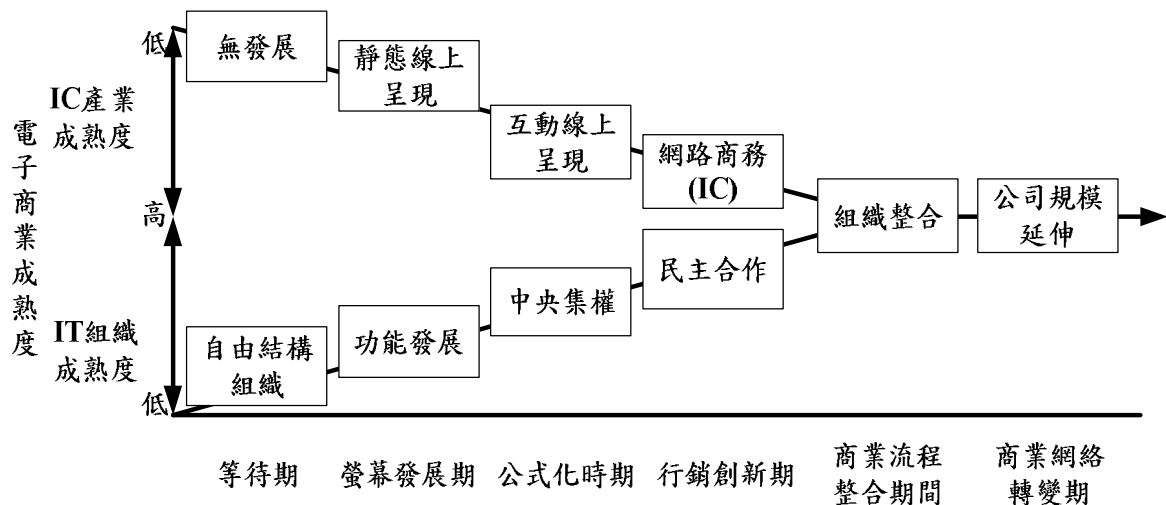 電子商業成熟度
低
IC產業
成熟度
高
IT組織
成熟度
低
無發展
靜態線上
呈現
互動線上
呈現
網路商務
(IC)
組織整合
公司規模
延伸
自由結構
組織
功能發展
中央集權
民主合作
等待期
螢幕發展期
公式化時期
行銷創新期
商業流程
整合期間
商業網絡
轉變期